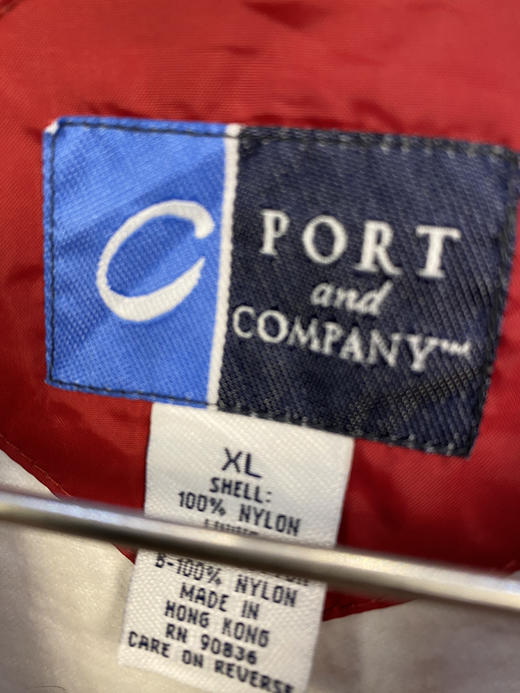 PORT
and
COMPANY™
XL
SHELL:
100% NYLON
B-100% NYLON
MADE IN
HONG KONG
RN 90836
CARE ON REVERSE